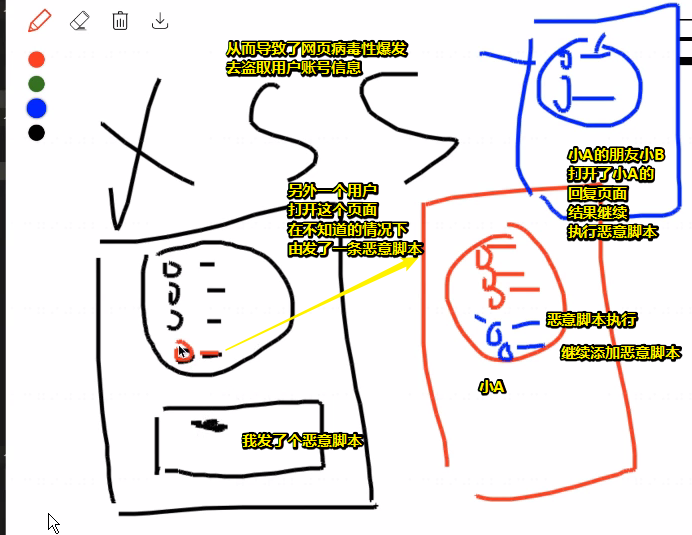 从而导致了网页病毒性爆发
去盗取用户账号信息
XSS
小A的朋友小B
打开了小A的
回复页面
结果继续
执行恶意脚本
另外一个用户
打开这个页面
在不知道的情况下
由发了一条恶意脚本
恶意脚本执行
继续添加恶意脚本
小A
我发了个恶意脚本